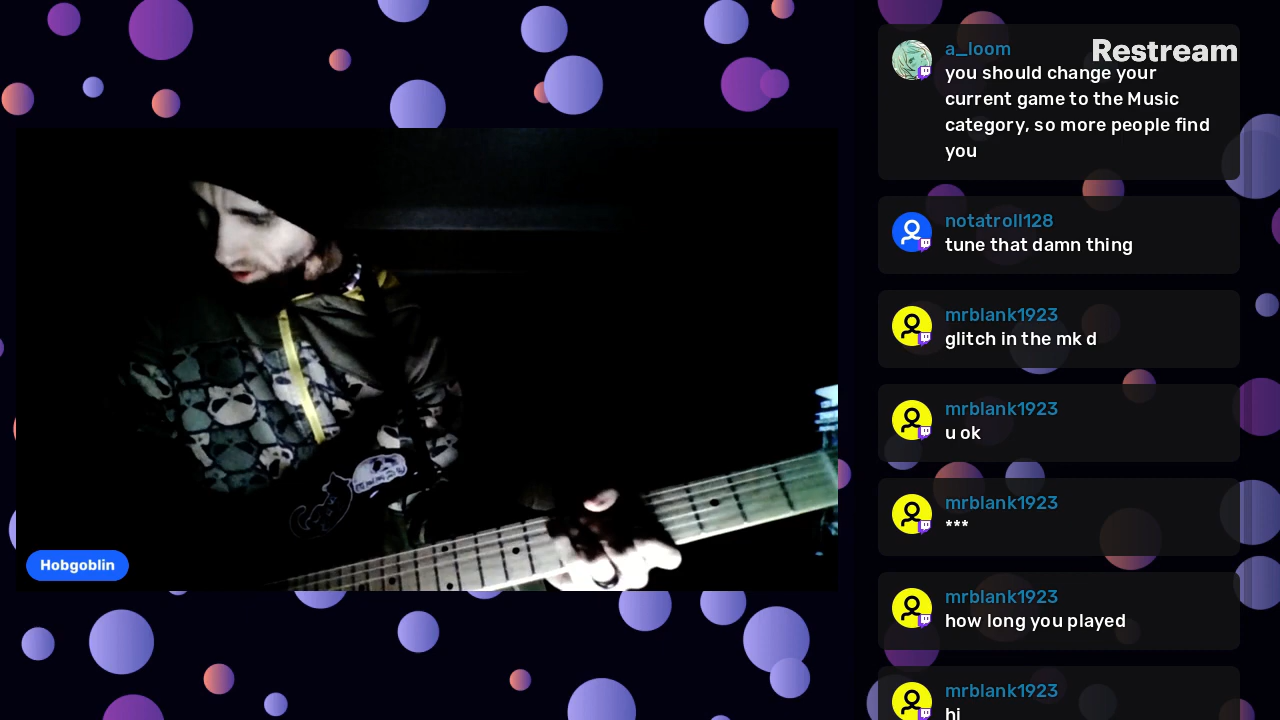 Restream
a_loom
you should change your
current game to the Music
category, so more people find
you
notatroll128
tune that damn thing
mrblank1923
glitch in the mk d
mrblank1923
u ok
mrblank1923
***
mrblank1923
how long you played
mrblank1923
hi
Hobgoblin